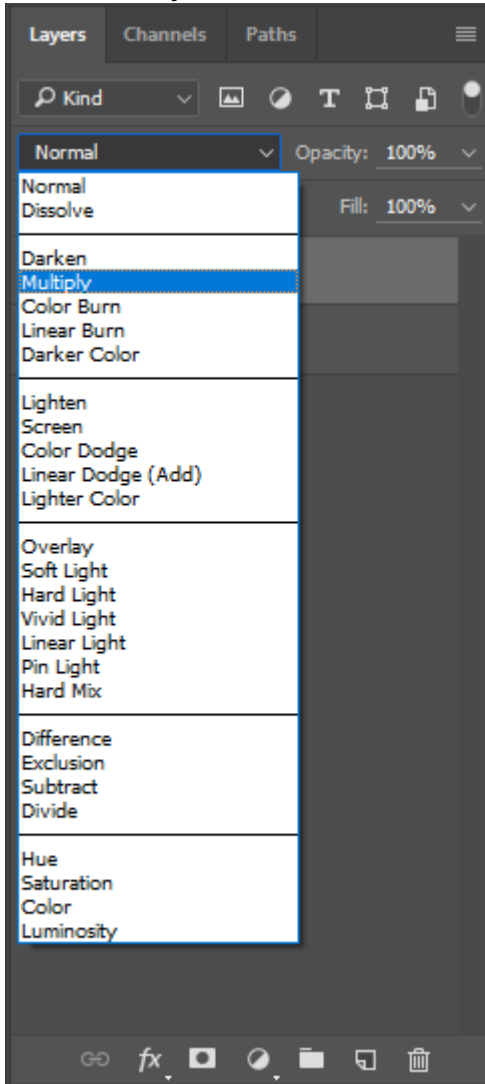 Layers Channels Paths
Kind
Normal Opacity: 100%
Normal
Dissolve
Fill: 100%
Darken
Multiply
Color Burn
Linear Burn
Darker Color
Lighten
Screen
Color Dodge
Linear Dodge (Add)
Lighter Color
Overlay
Soft Light
Hard Light
Vivid Light
Linear Light
Pin Light
Hard Mix
Difference
Exclusion
Subtract
Divide
Hue
Saturation
Color
Luminosity
fx